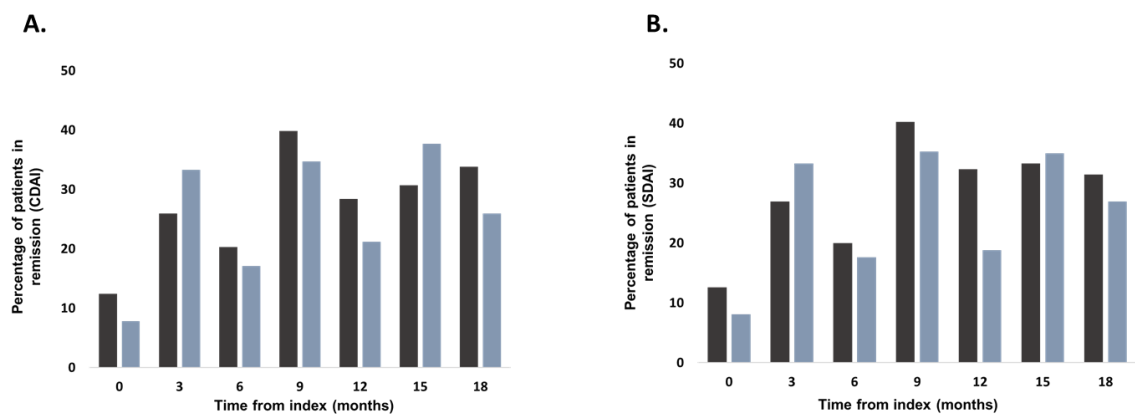 A.
50
40
30
20
10
0
Percentage of patients in
remission (CDAI)
0 3 6 9 12 15 18
Time from index (months)
B.
50
40
30
20
10
0
Percentage of patients in
remission (SDAI)
0 3 6 9 12 15 18
Time from index (months)